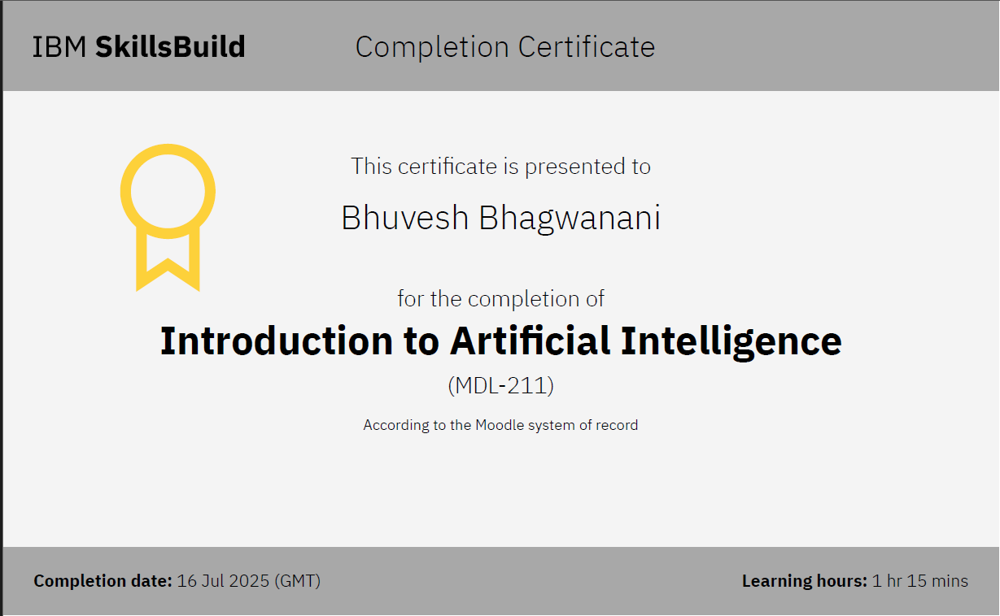 IBM SkillsBuild Completion Certificate
This certificate is presented to
Bhuvesh Bhagwanani
for the completion of
Introduction to Artificial Intelligence
(MDL-211)
According to the Moodle system of record
Completion date: 16 Jul 2025 (GMT) Learning hours: 1 hr 15 mins